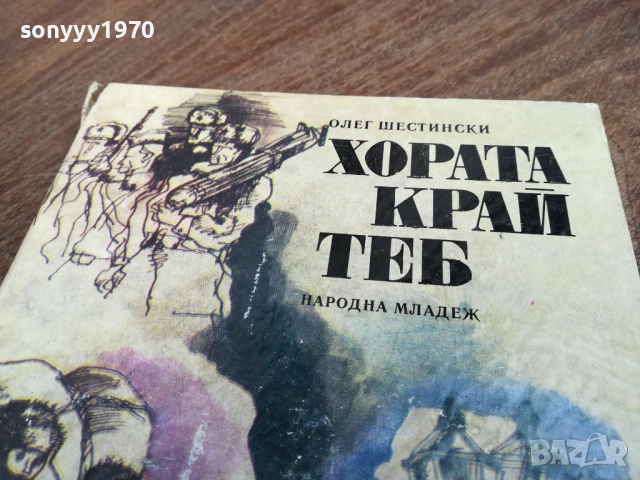 sonyyy1970
ОЛЕГ ШЕСТИНСКИ
ХОРАТА
КРАЙ
ТЕБ
НАРОДНА МЛАДЕЖ
BAZAR